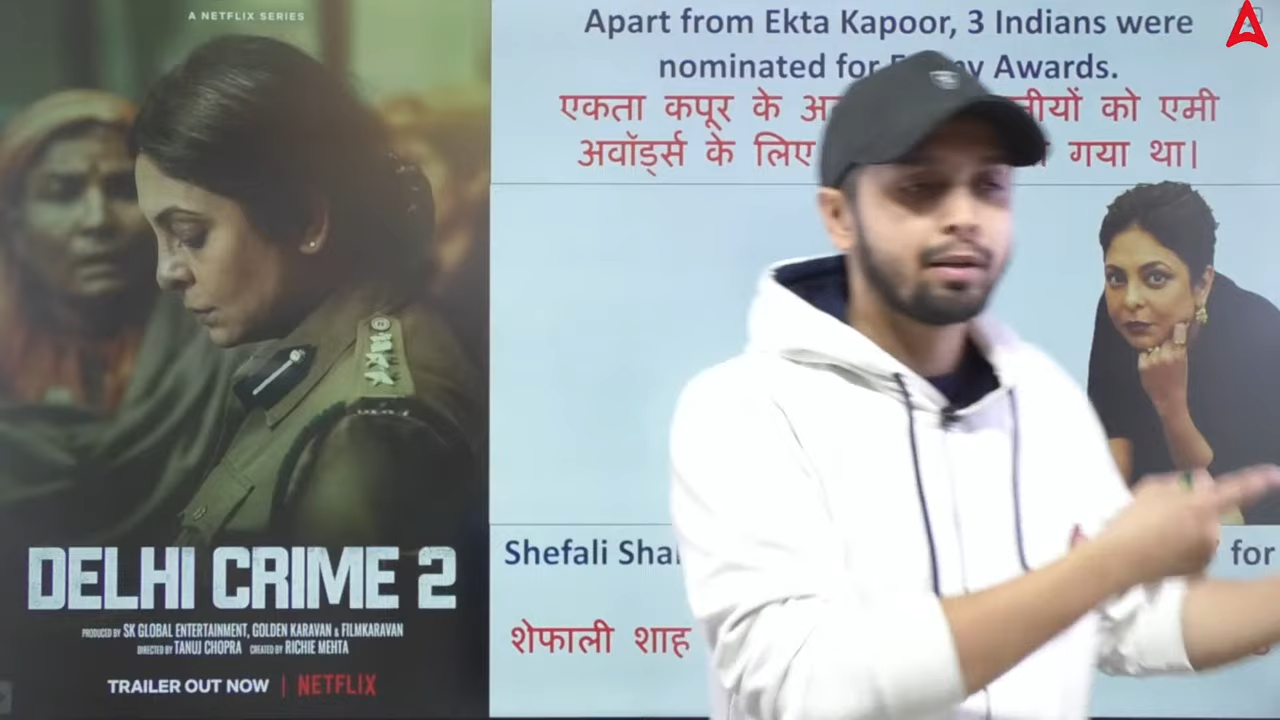 A NETFLIX SERIES
DELHI CRIME 2
PRODUCED BY SK GLOBAL ENTERTAINMENT, GOLDEN KARAVAN & FILMKARAVAN
DIRECTED BY TANUJ CHOPRA CREATED BY RICHIE MEHTA
TRAILER OUT NOW | NETFLIX
Apart from Ekta Kapoor, 3 Indians were
nominated for Awards.
एकता कपूर के को एमी
अवॉर्ड्स के लिए गया था।
Shefali for
शेफाली शाह